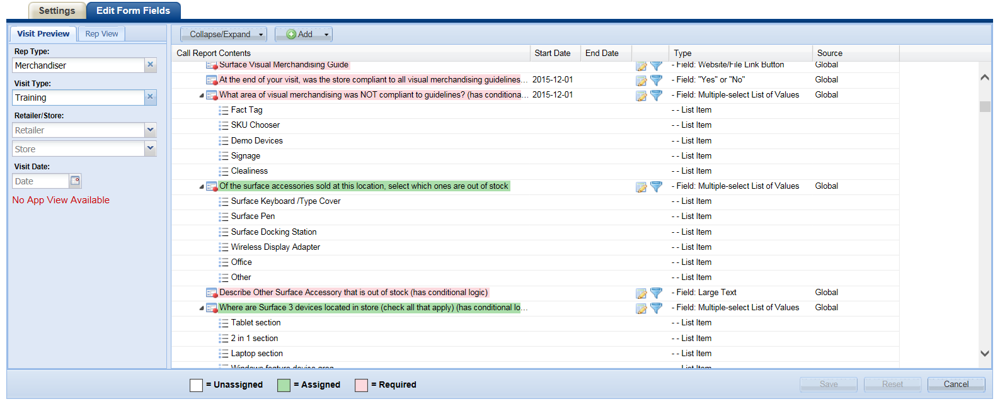 Settings
Edit Form Fields
Visit Preview
Rep View
Rep Type:
Merchandiser
Visit Type:
Training
Retailer/Store:
Retailer
Store
Visit Date:
Date
No App View Available
Collapse/Expand
Add
Call Report Contents Start Date End Date Type Source
Surface Visual Merchandising Guide - Field: Website/File Link Button Global
At the end of your visit, was the store compliant to all visual merchandising guidelines... 2015-12-01 - Field: "Yes" or "No" Global
What area of visual merchandising was NOT compliant to guidelines? (has conditiona... 2015-12-01 - Field: Multiple-select List of Values Global
Fact Tag - - List Item
SKU Chooser - - List Item
Demo Devices - - List Item
Signage - - List Item
Clealiness - - List Item
Of the surface accessories sold at this location, select which ones are out of stock - Field: Multiple-select List of Values Global
Surface Keyboard /Type Cover - - List Item
Surface Pen - - List Item
Surface Docking Station - - List Item
Wireless Display Adapter - - List Item
Office - - List Item
Other - - List Item
Describe Other Surface Accessory that is out of stock (has conditional logic) - Field: Large Text Global
Where are Surface 3 devices located in store (check all that apply) (has conditional lo... - Field: Multiple-select List of Values Global
Tablet section - - List Item
2 in 1 section - - List Item
Laptop section - - List Item
Windows feature device area - - List Item
= Unassigned = Assigned = Required
Save Reset Cancel